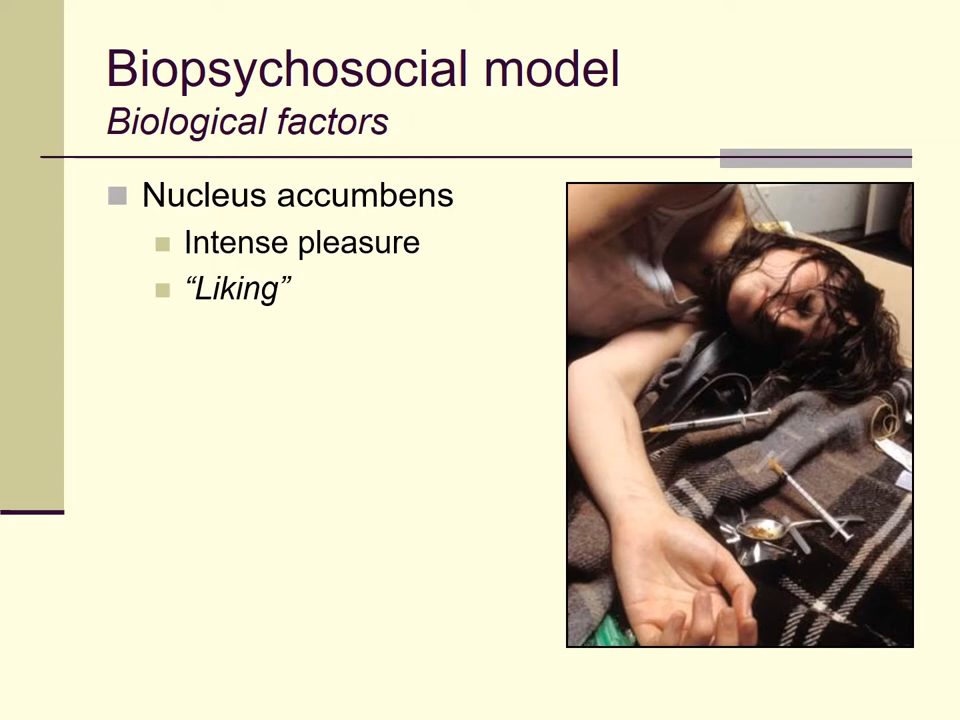 Biopsychosocial model
Biological factors
Nucleus accumbens
Intense pleasure
“Liking”